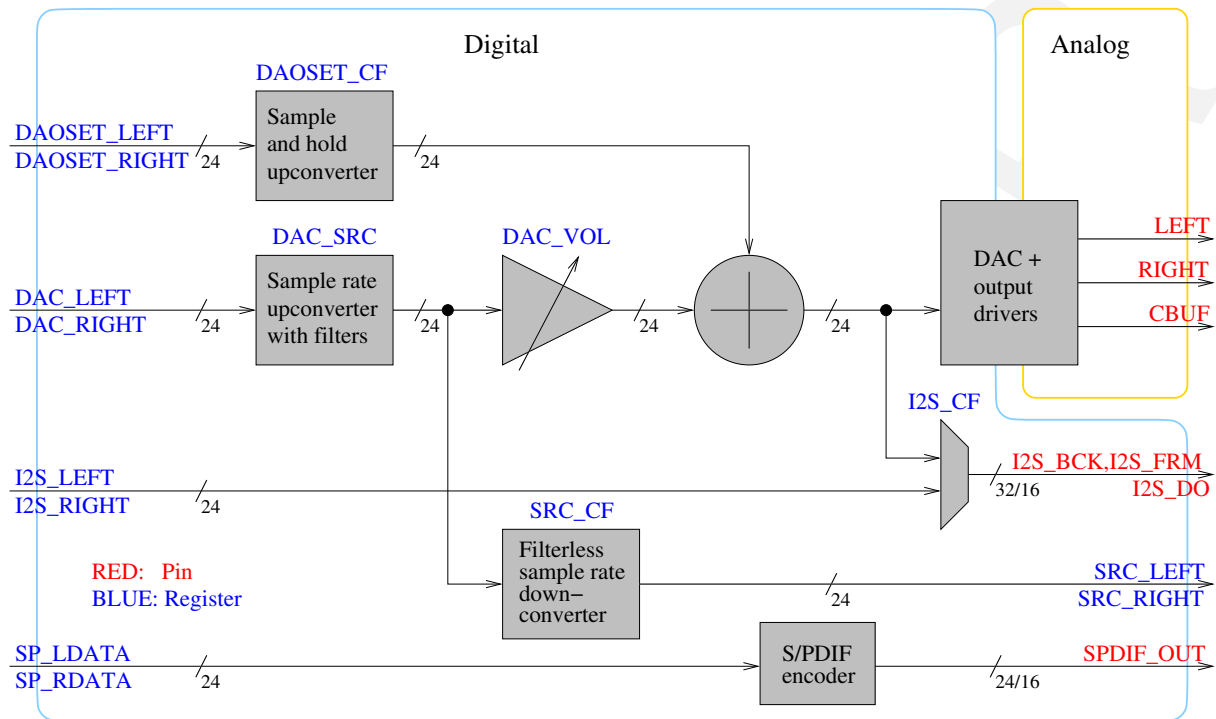 Digital
Analog
DAOSET_CF
DAOSET_LEFT
DAOSET_RIGHT
24
Sample
and hold
upconverter
24
DAC_SRC
DAC_VOL
LEFT
DAC_LEFT
DAC_RIGHT
24
Sample rate
upconverter
with filters
24
24
24
DAC +
output
drivers
RIGHT
CBUF
I2S_CF
I2S_LEFT
I2S_RIGHT
24
I2S_BCK,I2S_FRM
32/16
I2S_DO
SRC_CF
RED: Pin
BLUE: Register
Filterless
sample rate
down−
converter
24
SRC_LEFT
SRC_RIGHT
SP_LDATA
SP_RDATA
24
S/PDIF
encoder
24/16
SPDIF_OUT